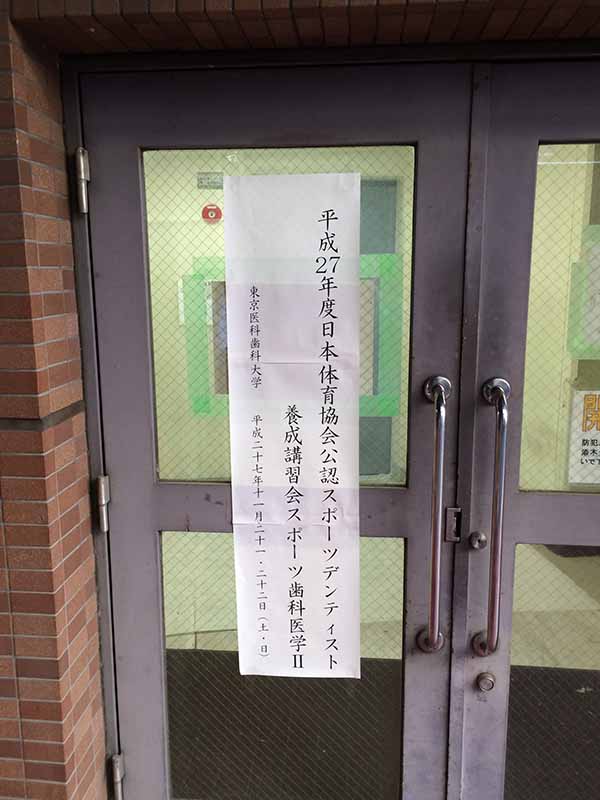 平成27年度日本体育協会公認スポーツデンティスト
養成講習会スポーツ歯科医学II
東京医科歯科大学 平成二十七年十一月二十一・二十二日（土・日）
開
防犯